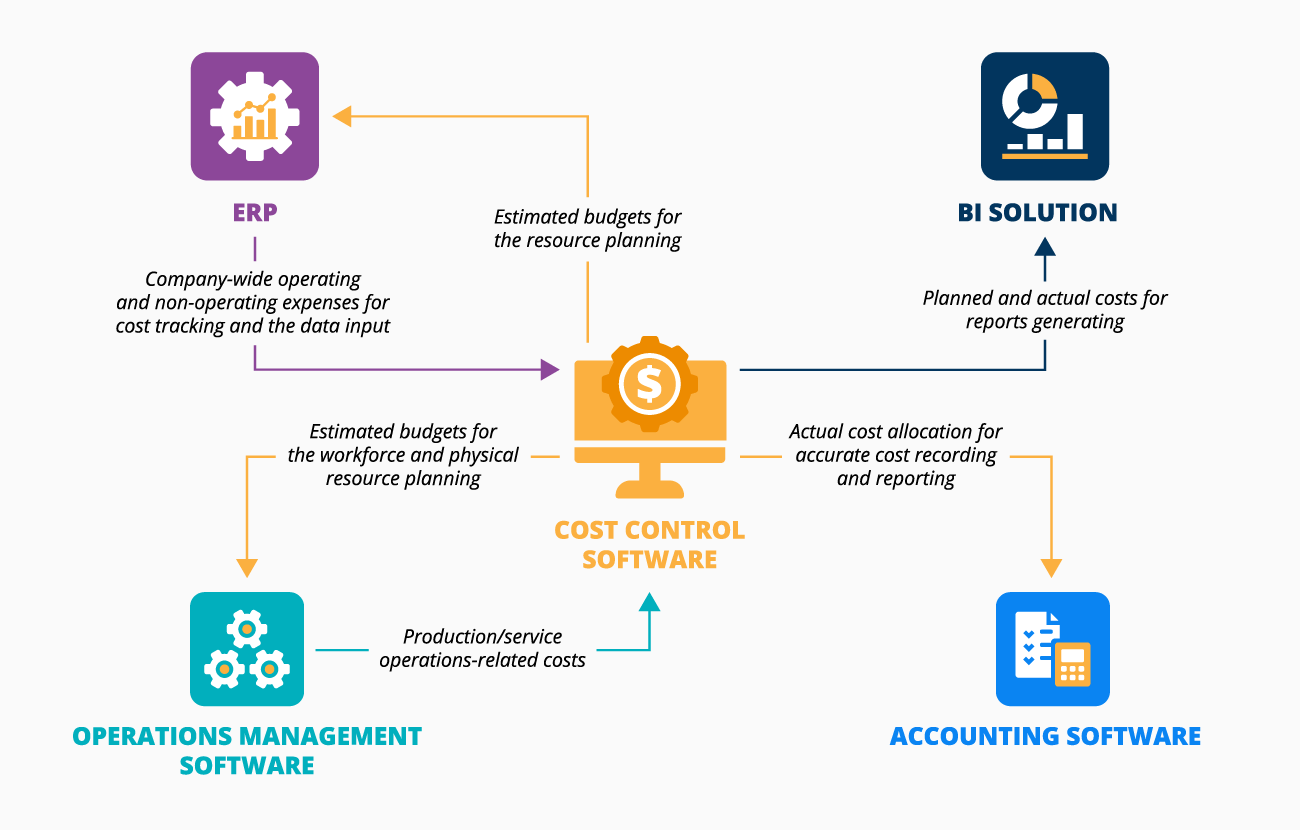 ERP
BI SOLUTION
Estimated budgets for
the resource planning
Company-wide operating
and non-operating expenses for
cost tracking and the data input
Planned and actual costs for
reports generating
$
Estimated budgets for
the workforce and physical
resource planning
Actual cost allocation for
accurate cost recording
and reporting
COST CONTROL
SOFTWARE
Production/service
operations-related costs
OPERATIONS MANAGEMENT
SOFTWARE
ACCOUNTING SOFTWARE